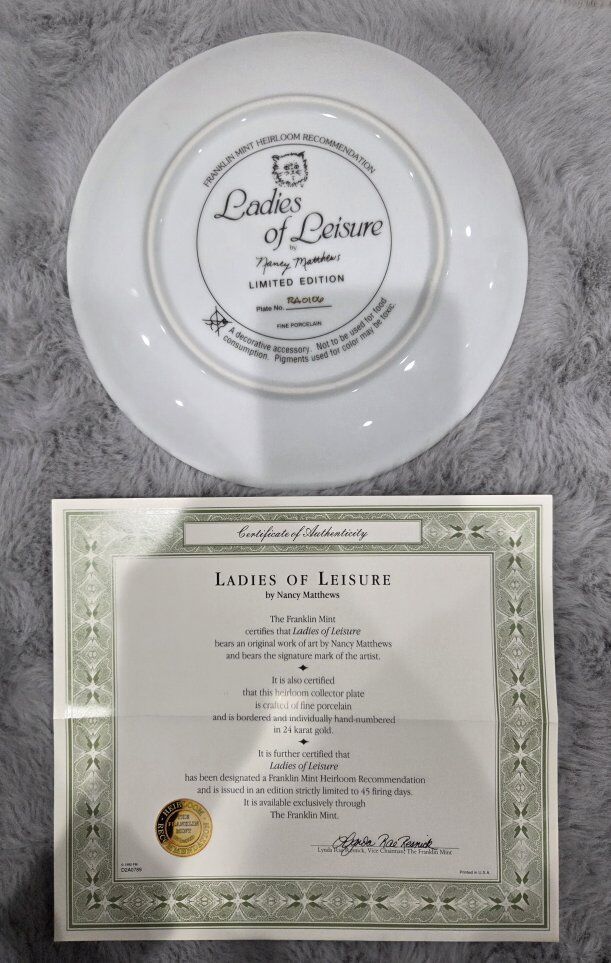 FRANKLIN MINT HEIRLOOM RECOMMENDATION
Ladies
of Leisure
by
Nancy Matthews
LIMITED EDITION
Plate No. RA0106
FINE PORCELAIN
A decorative accessory. Not to be used for food
consumption. Pigments used for color may be toxic.
Certificate of Authenticity
LADIES OF LEISURE
by Nancy Matthews
The Franklin Mint
certifies that Ladies of Leisure
bears an original work of art by Nancy Matthews
and bears the signature mark of the artist.
It is also certified
that this heirloom collector plate
is crafted of fine porcelain
and is bordered and individually hand-numbered
in 24 karat gold.
It is further certified that
Ladies of Leisure
has been designated a Franklin Mint Heirloom Recommendation
and is issued in an edition strictly limited to 45 firing days.
It is available exclusively through
The Franklin Mint.
HEIRLOOM
THE
FRANKLIN
MINT
Lynda Rae Resnick
Lynda Rae Resnick, Vice Chairman, The Franklin Mint
Printed in U.S.A.